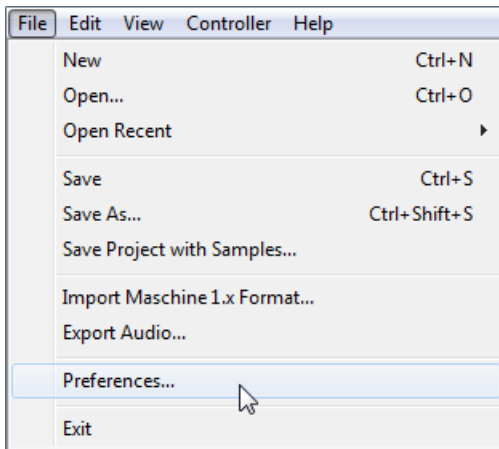 File Edit View Controller Help
New Ctrl+N
Open... Ctrl+O
Open Recent
Save Ctrl+S
Save As... Ctrl+Shift+S
Save Project with Samples...
Import Maschine 1.x Format...
Export Audio...
Preferences...
Exit